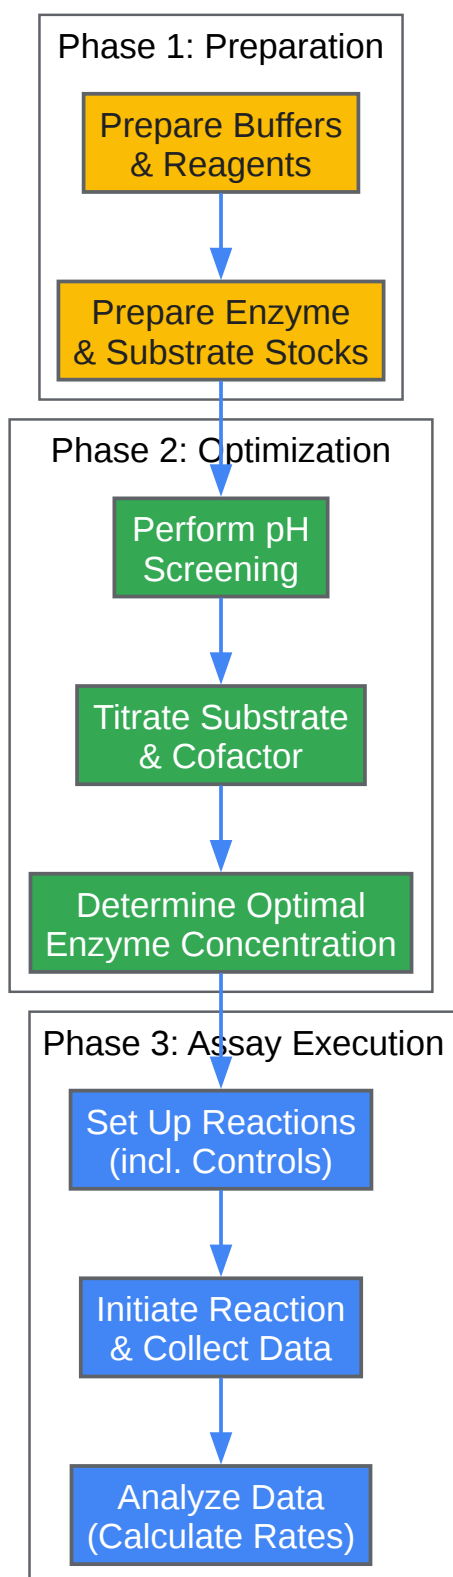 Phase 1: Preparation
Prepare Buffers
& Reagents
Prepare Enzyme
& Substrate Stocks
Phase 2: Optimization
Perform pH
Screening
Titrate Substrate
& Cofactor
Determine Optimal
Enzyme Concentration
Phase 3: Assay Execution
Set Up Reactions
(incl. Controls)
Initiate Reaction
& Collect Data
Analyze Data
(Calculate Rates)